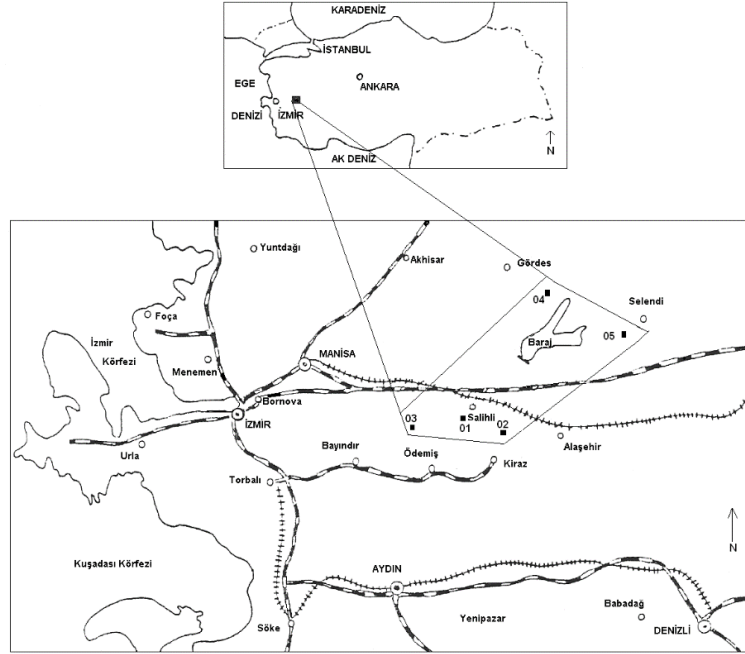 KARADENİZ
İSTANBUL
EGE
ANKARA
DENİZİ
İZMİR
AK DENİZ
N
Yuntdağı
Akhisar
Gördes
04
Selendi
Foça
Baraj
05
İzmir
Körfezi
MANİSA
Menemen
Bornova
İZMİR
03
Salihli
01
02
Urla
Bayındır
Ödemiş
Kiraz
Alaşehir
Torbalı
N
Kuşadası Körfezi
AYDIN
Yenipazar
Babadağ
Söke
DENİZLİ